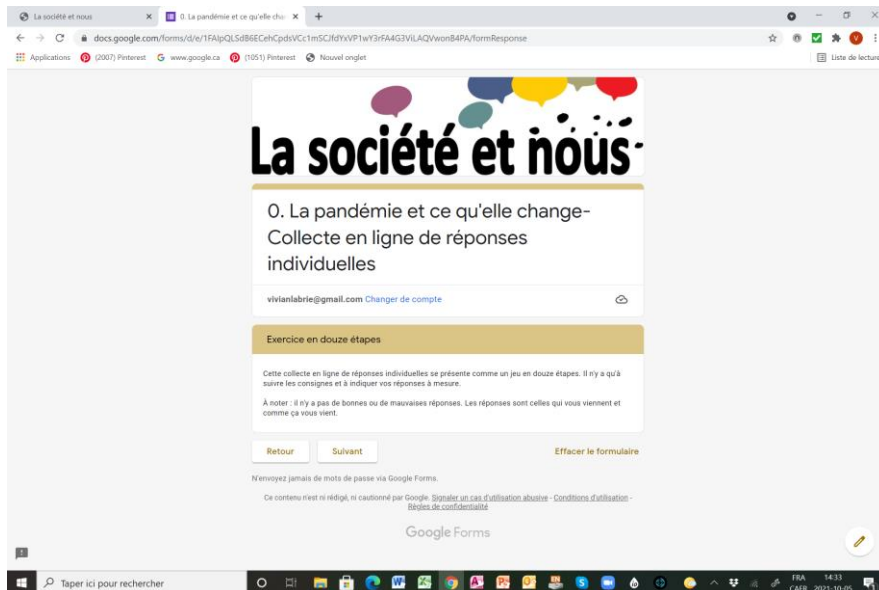 La société et nous
0. La pandémie et ce qu'elle cha
docs.google.com/forms/d/e/1FAIpQLSdB6ECehCpdsVCc1mSCJfdYxVP1wY3rFA4G3ViLAQVwonB4PA/formResponse
Applications (2007) Pinterest www.google.ca (1051) Pinterest Nouvel onglet Liste de lecture
La société et nous
0. La pandémie et ce qu'elle change-
Collecte en ligne de réponses
individuelles
vivianlabrie@gmail.com Changer de compte
Exercice en douze étapes
Cette collecte en ligne de réponses individuelles se présente comme un jeu en douze étapes. Il n'y a qu'à
suivre les consignes et à indiquer vos réponses à mesure.
À noter : il n'y a pas de bonnes ou de mauvaises réponses. Les réponses sont celles qui vous viennent et
comme ça vous vient.
Retour Suivant Effacer le formulaire
N'envoyez jamais de mots de passe via Google Forms.
Ce contenu n'est ni rédigé, ni cautionné par Google. Signaler un cas d'utilisation abusive - Conditions d'utilisation -
Règles de confidentialité
Google Forms
Taper ici pour rechercher
FRA 14:33
CAFR 2021-10-05